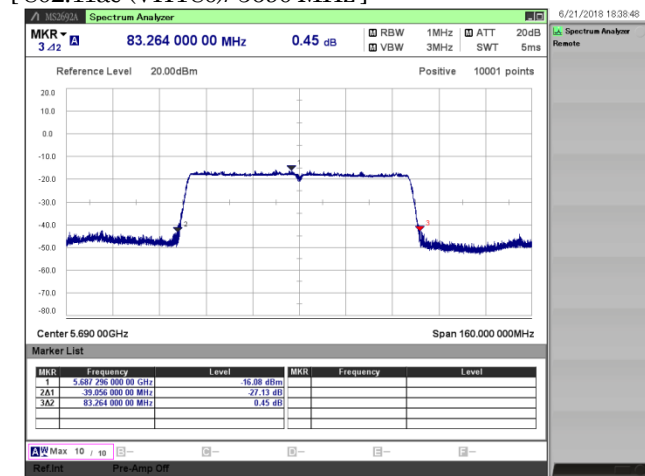 [ 802.11ac (VHT80) / 5690 MHz ]
MS2692A Spectrum Analyzer
6/21/2018 18:38:48
MKR 3Δ2 A 83.264 000 00 MHz 0.45 dB
M RBW 1MHz M ATT 20dB
M VBW 3MHz SWT 5ms
Spectrum Analyzer
Remote
Reference Level 20.00dBm Positive 10001 points
20.0
10.0
0.0
-10.0
1
-20.0
-30.0
-40.0
2
3
-50.0
-60.0
-70.0
-80.0
Center 5.690 00GHz Span 160.000 000MHz
Marker List
MKR Frequency Level MKR Frequency Level
1 5.687 296 000 00 GHz -16.08 dBm
2Δ1 -39.056 000 00 MHz -27.13 dB
3Δ2 83.264 000 00 MHz 0.45 dB
A W Max 10 / 10 B-- C-- D-- E-- F--
Ref.Int Pre-Amp Off